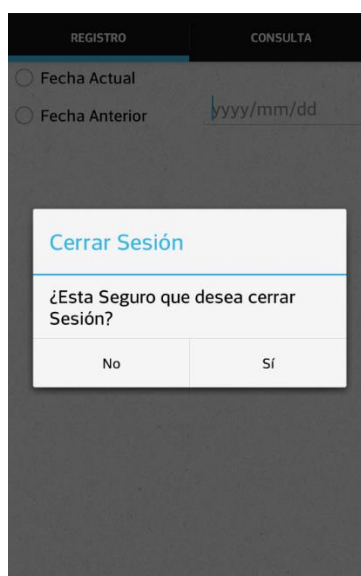 REGISTRO CONSULTA
Fecha Actual
Fecha Anterior yyyy/mm/dd
Cerrar Sesión
¿Esta Seguro que desea cerrar
Sesión?
No Sí